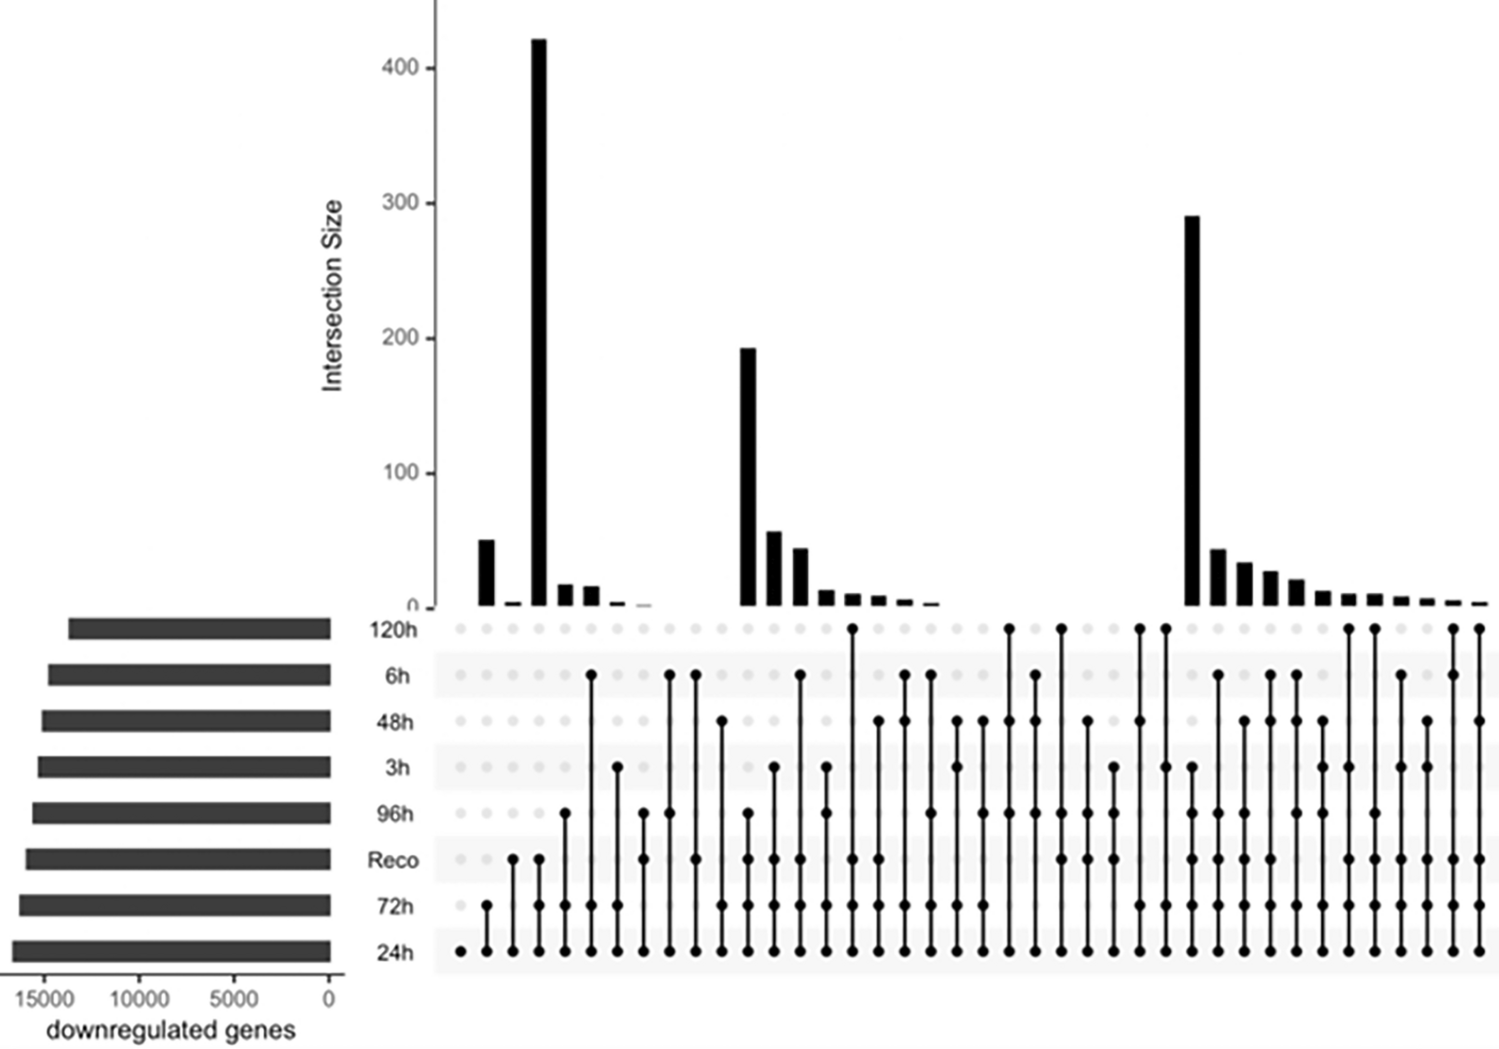 400
300
200
100
0
Intersection Size
120h
6h
48h
3h
96h
Reco
72h
24h
15000 10000 5000 0
downregulated genes